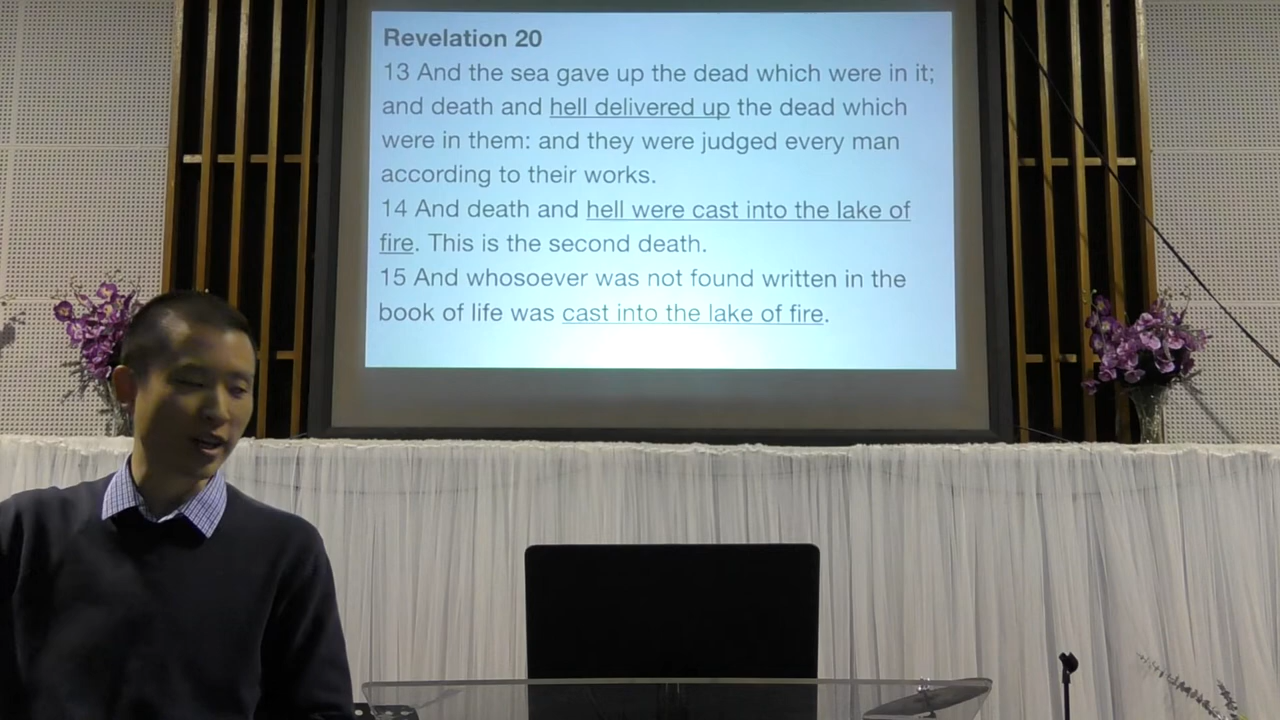 Revelation 20
13 And the sea gave up the dead which were in it;
and death and hell delivered up the dead which
were in them: and they were judged every man
according to their works.
14 And death and hell were cast into the lake of
fire. This is the second death.
15 And whosoever was not found written in the
book of life was cast into the lake of fire.